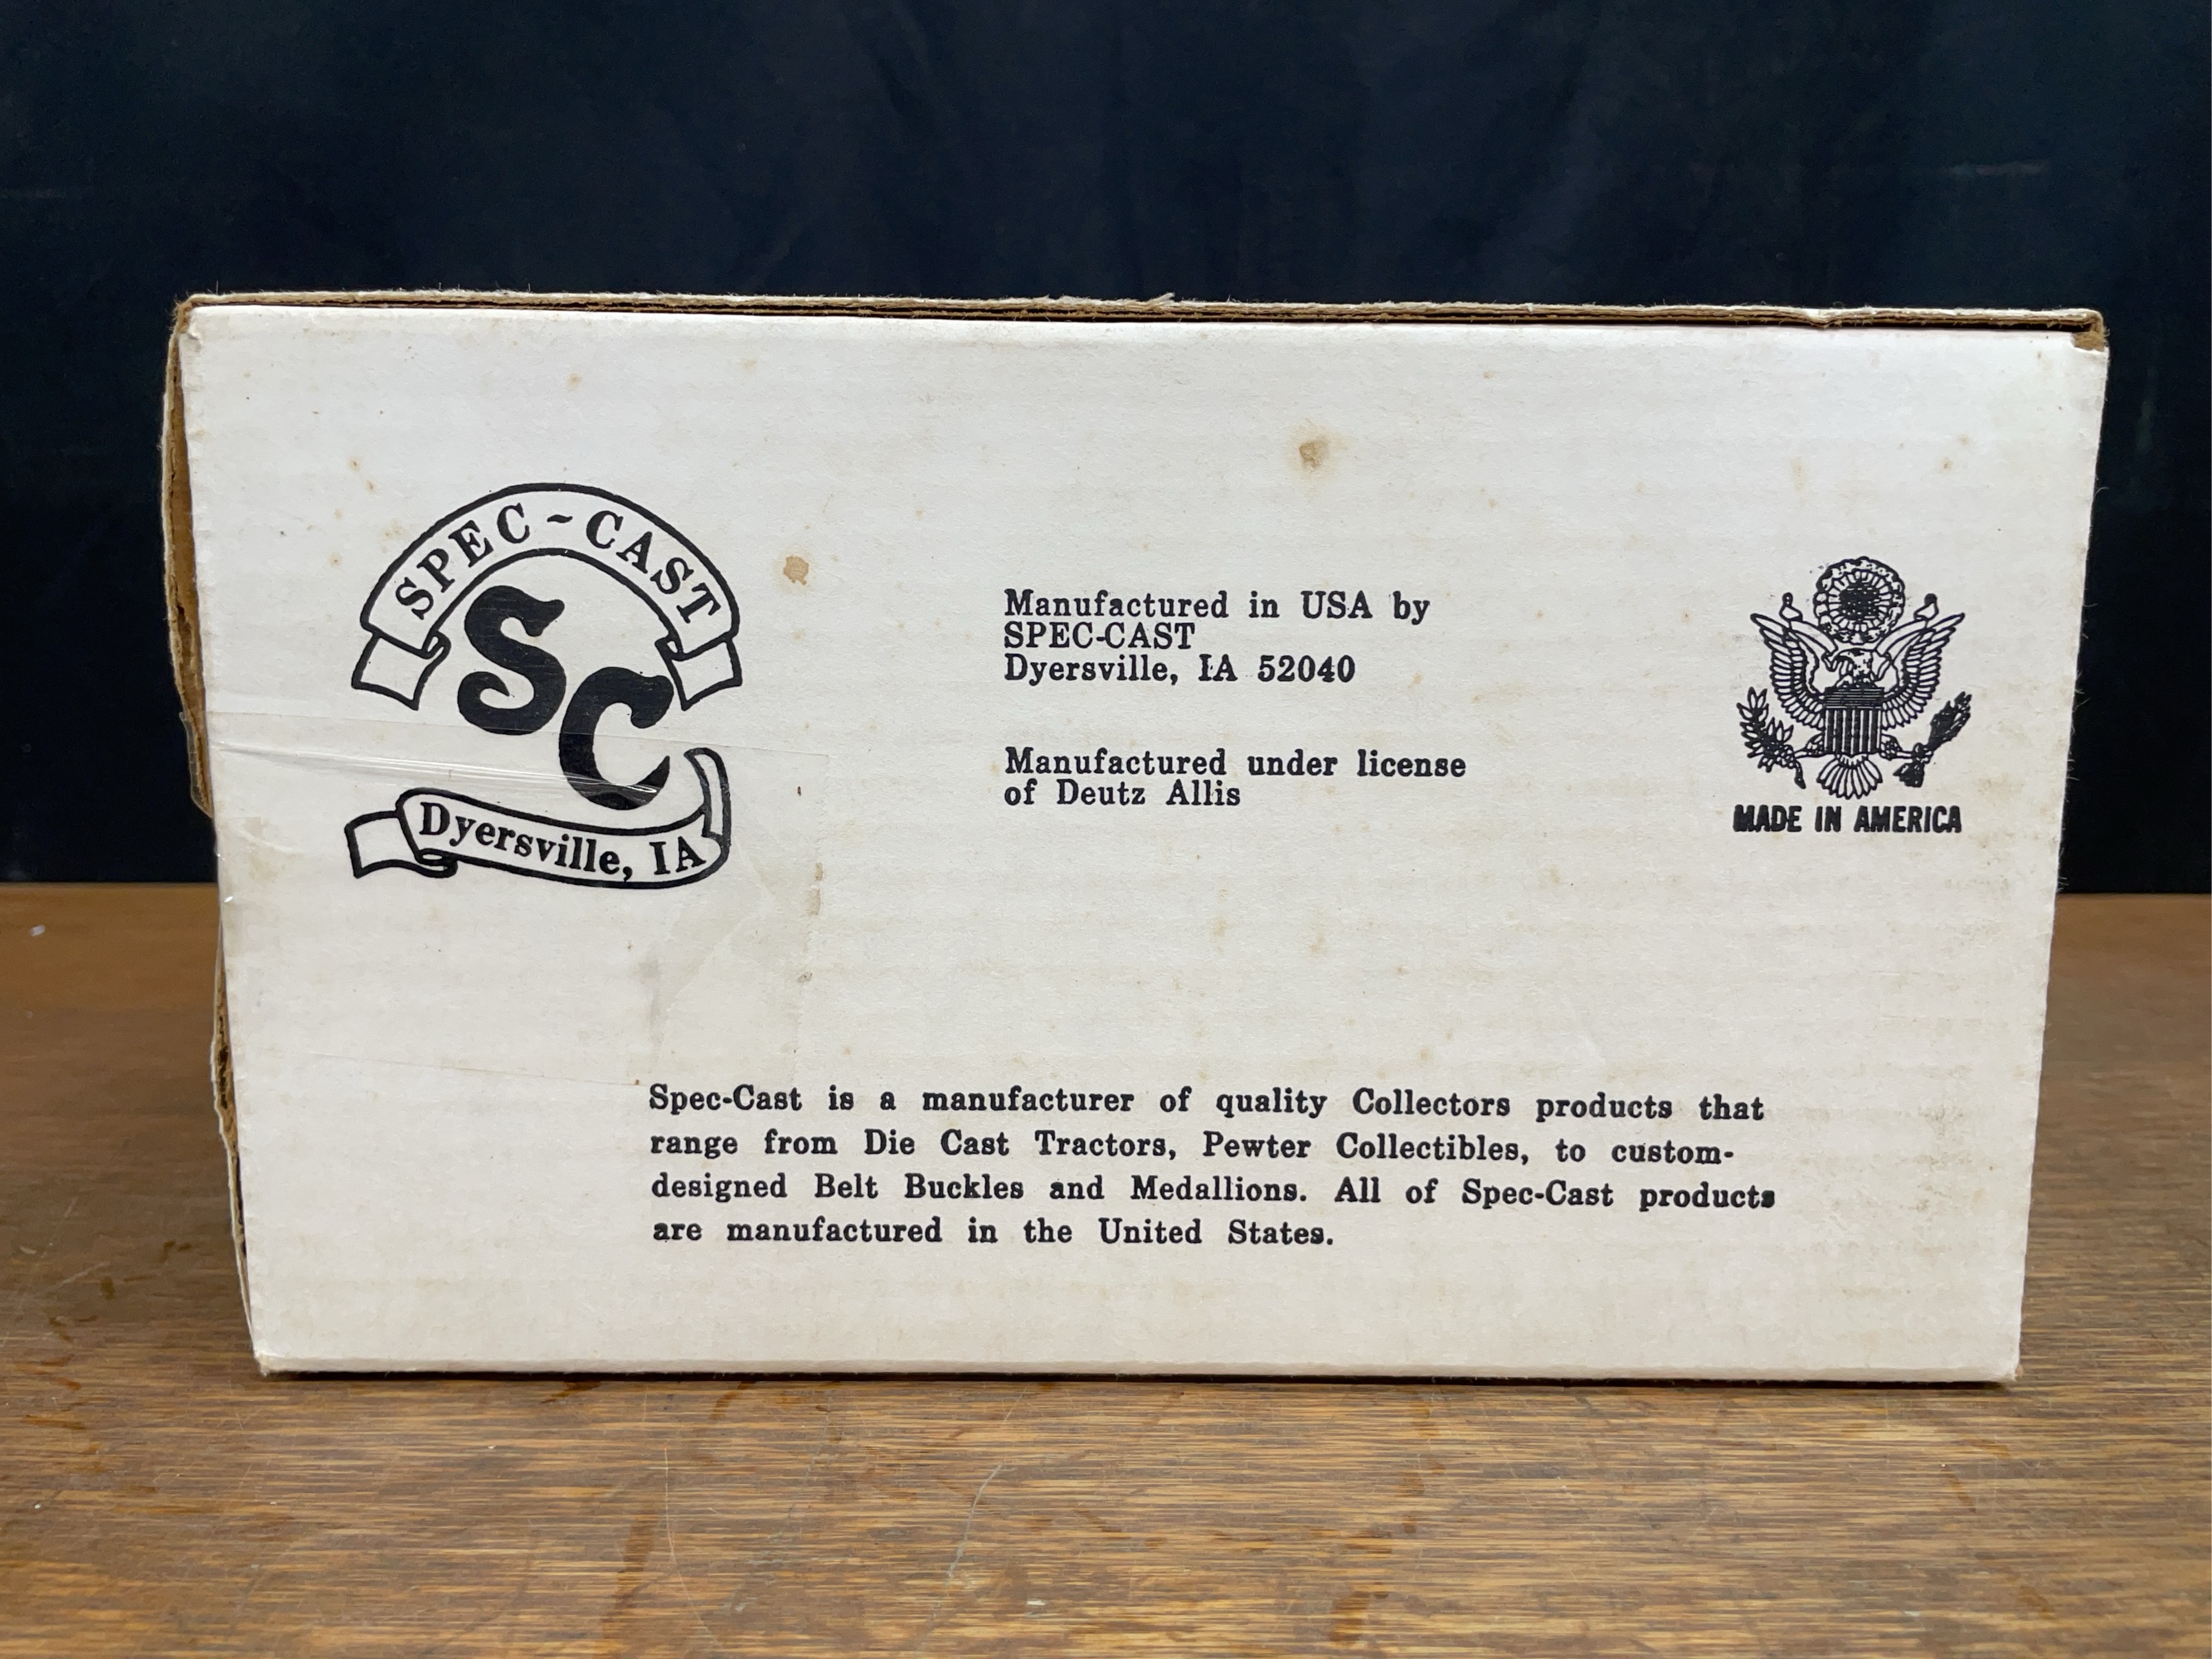 SPEC-CAST
SC
Dyersville, IA
Manufactured in USA by
SPEC-CAST
Dyersville, IA 52040
Manufactured under license
of Deutz Allis
MADE IN AMERICA
Spec-Cast is a manufacturer of quality Collectors products that
range from Die Cast Tractors, Pewter Collectibles, to custom-
designed Belt Buckles and Medallions. All of Spec-Cast products
are manufactured in the United States.